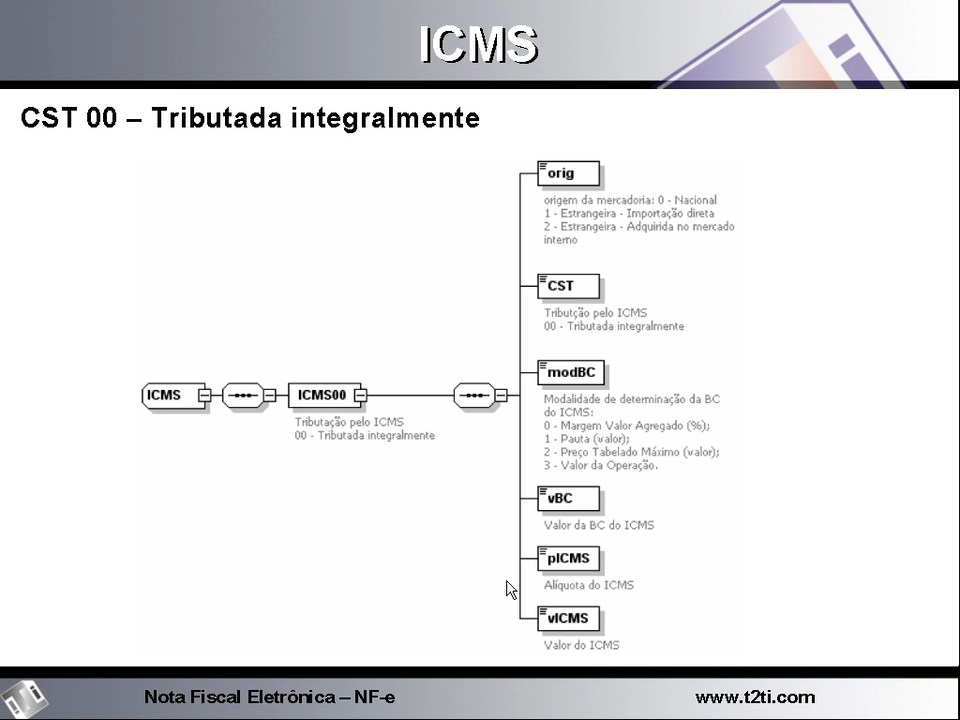 ICMS
CST 00 – Tributada integralmente
orig
origem da mercadoria: 0 - Nacional
1 - Estrangeira - Importação direta
2 - Estrangeira - Adquirida no mercado
interno
CST
Tributção pelo ICMS
00 - Tributada integralmente
modBC
Modalidade de determinação da BC
do ICMS:
0 - Margem Valor Agregado (%);
1 - Pauta (valor);
2 - Preço Tabelado Máximo (valor);
3 - Valor da Operação.
ICMS
ICMS00
Tributação pelo ICMS
00 - Tributada integralmente
vBC
Valor da BC do ICMS
pICMS
Alíquota do ICMS
vICMS
Valor do ICMS
Nota Fiscal Eletrônica – NF-e
www.t2ti.com